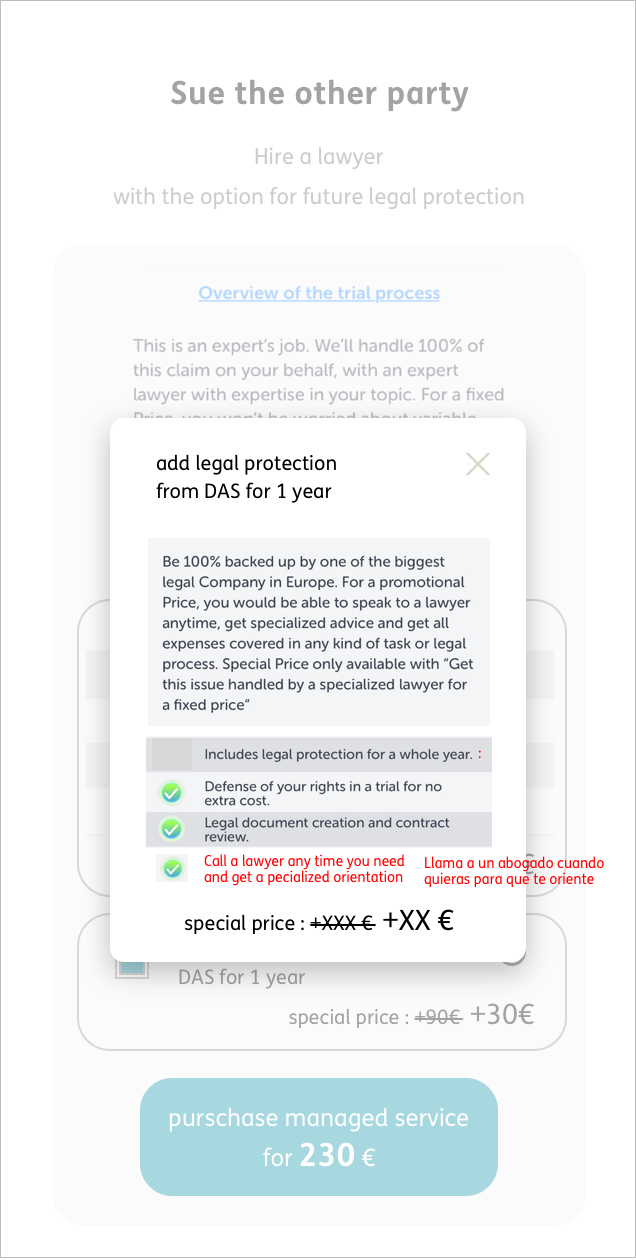 Sue the other party
Hire a lawyer
with the option for future legal protection
Overview of the trial process
This is an expert's job. We'll handle 100% of
this claim on your behalf, with an expert
lawyer with expertise in your topic. For a fixed
Price, you won't be worried about variable
add legal protection
from DAS for 1 year
Be 100% backed up by one of the biggest
legal Company in Europe. For a promotional
Price, you would be able to speak to a lawyer
anytime, get specialized advice and get all
expenses covered in any kind of task or legal
process. Special Price only available with “Get
this issue handled by a specialized lawyer for
a fixed price”
Includes legal protection for a whole year. :
Defense of your rights in a trial for no
extra cost.
Legal document creation and contract
review.
Call a lawyer any time you need
and get a pecialized orientation
Llama a un abogado cuando
quieras para que te oriente
special price : +XXX € +XX €
DAS for 1 year
special price : +90€ +30€
purschase managed service
for 230 €